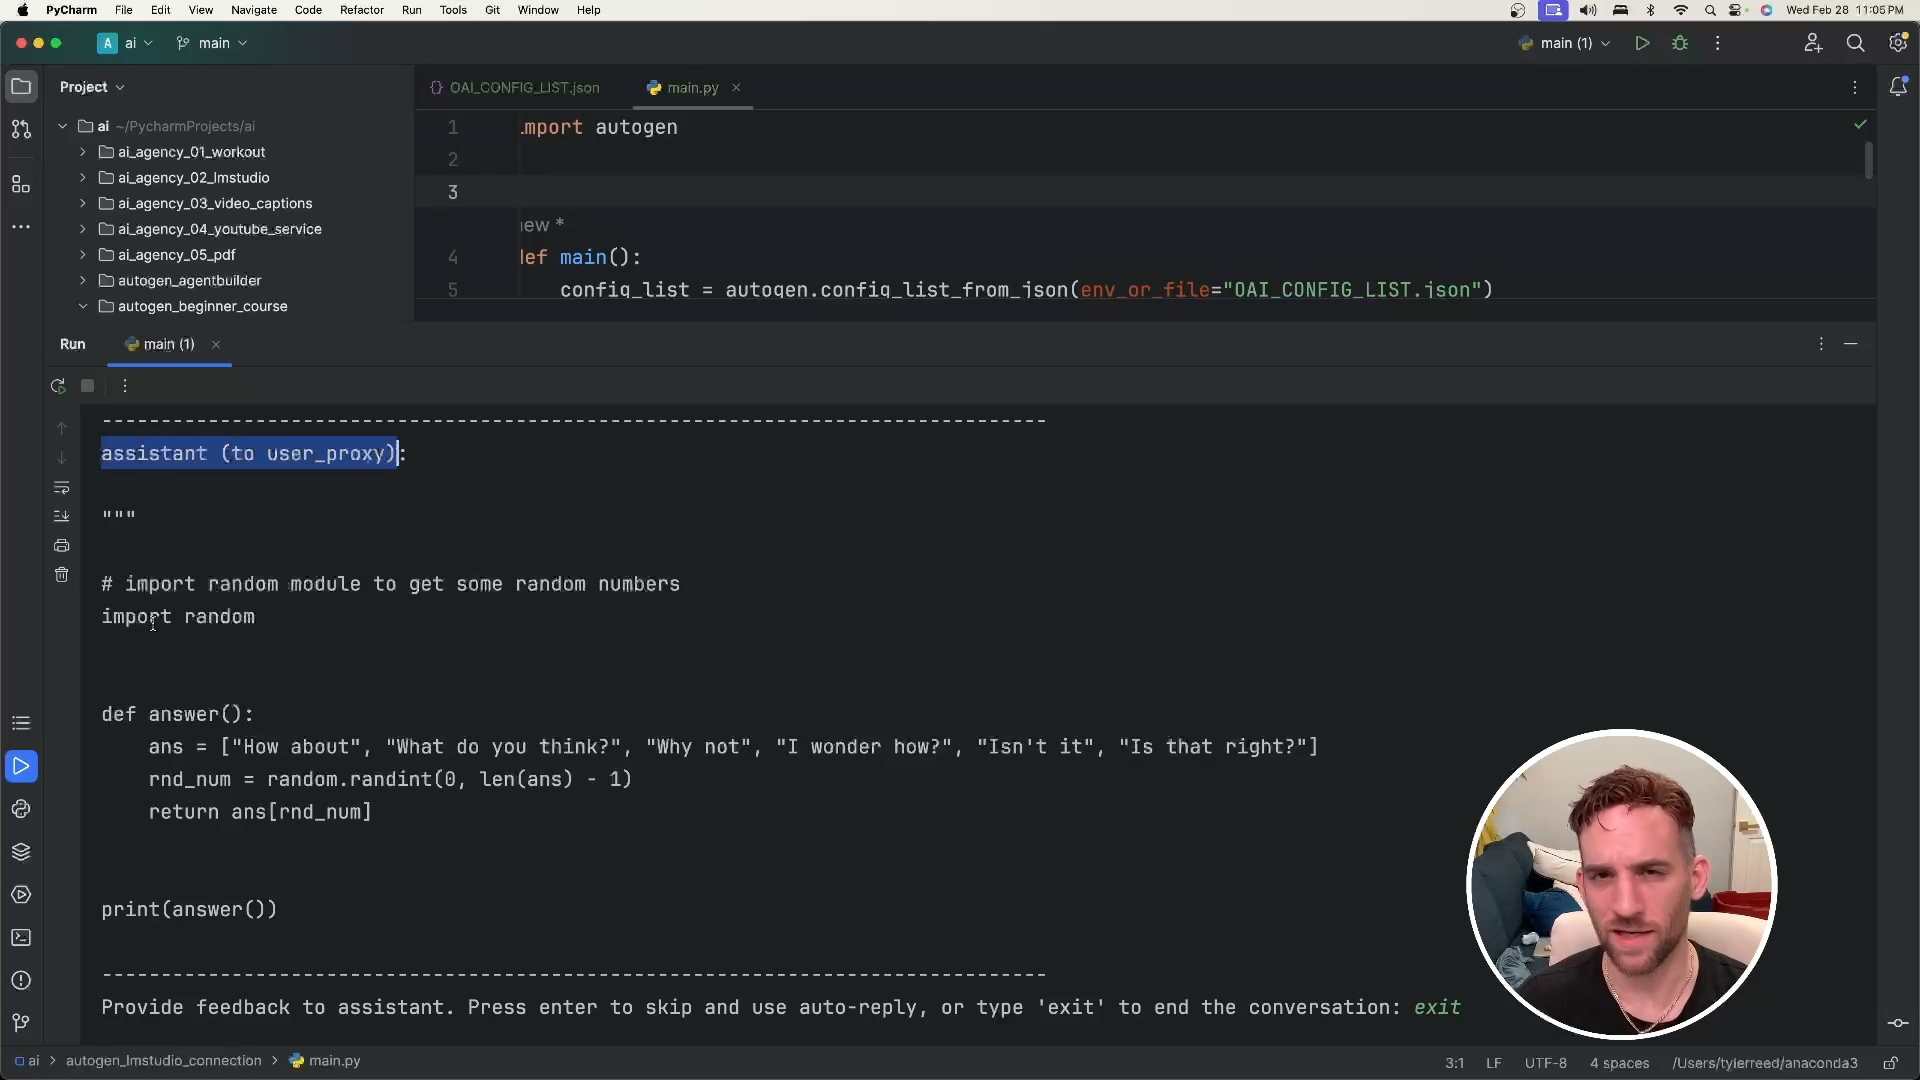 PyCharm File Edit View Navigate Code Refactor Run Tools Git Window Help Wed Feb 28 11:05 PM
A ai main main (1)
Project OAI_CONFIG_LIST.json main.py
ai ~/PycharmProjects/ai
ai_agency_01_workout
ai_agency_02_lmstudio
ai_agency_03_video_captions
ai_agency_04_youtube_service
ai_agency_05_pdf
autogen_agentbuilder
autogen_beginner_course
1 import autogen
2
3
new *
4 def main():
5 config_list = autogen.config_list_from_json(env_or_file="OAI_CONFIG_LIST.json")
Run main (1)
--------------------------------------------------------------------------------
assistant (to user_proxy):
"""
# import random module to get some random numbers
import random
def answer():
ans = ["How about", "What do you think?", "Why not", "I wonder how?", "Isn't it", "Is that right?"]
rnd_num = random.randint(0, len(ans) - 1)
return ans[rnd_num]
print(answer())
--------------------------------------------------------------------------------
Provide feedback to assistant. Press enter to skip and use auto-reply, or type 'exit' to end the conversation: exit
ai > autogen_lmstudio_connection > main.py 3:1 LF UTF-8 4 spaces /Users/tylerreed/anaconda3